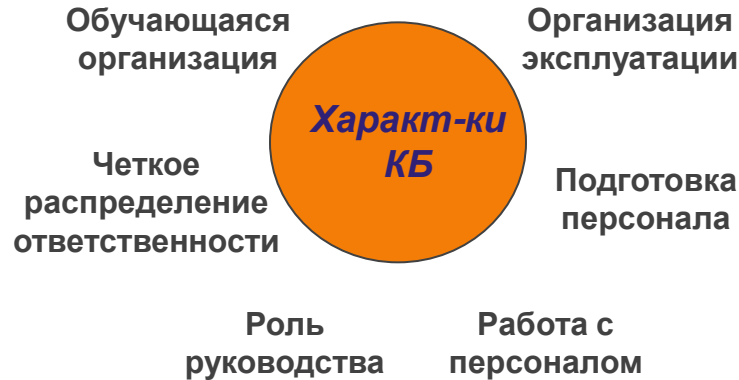 Обучающаяся
организация
Организация
эксплуатации
Характ-ки
КБ
Четкое
распределение
ответственности
Подготовка
персонала
Роль
руководства
Работа с
персоналом